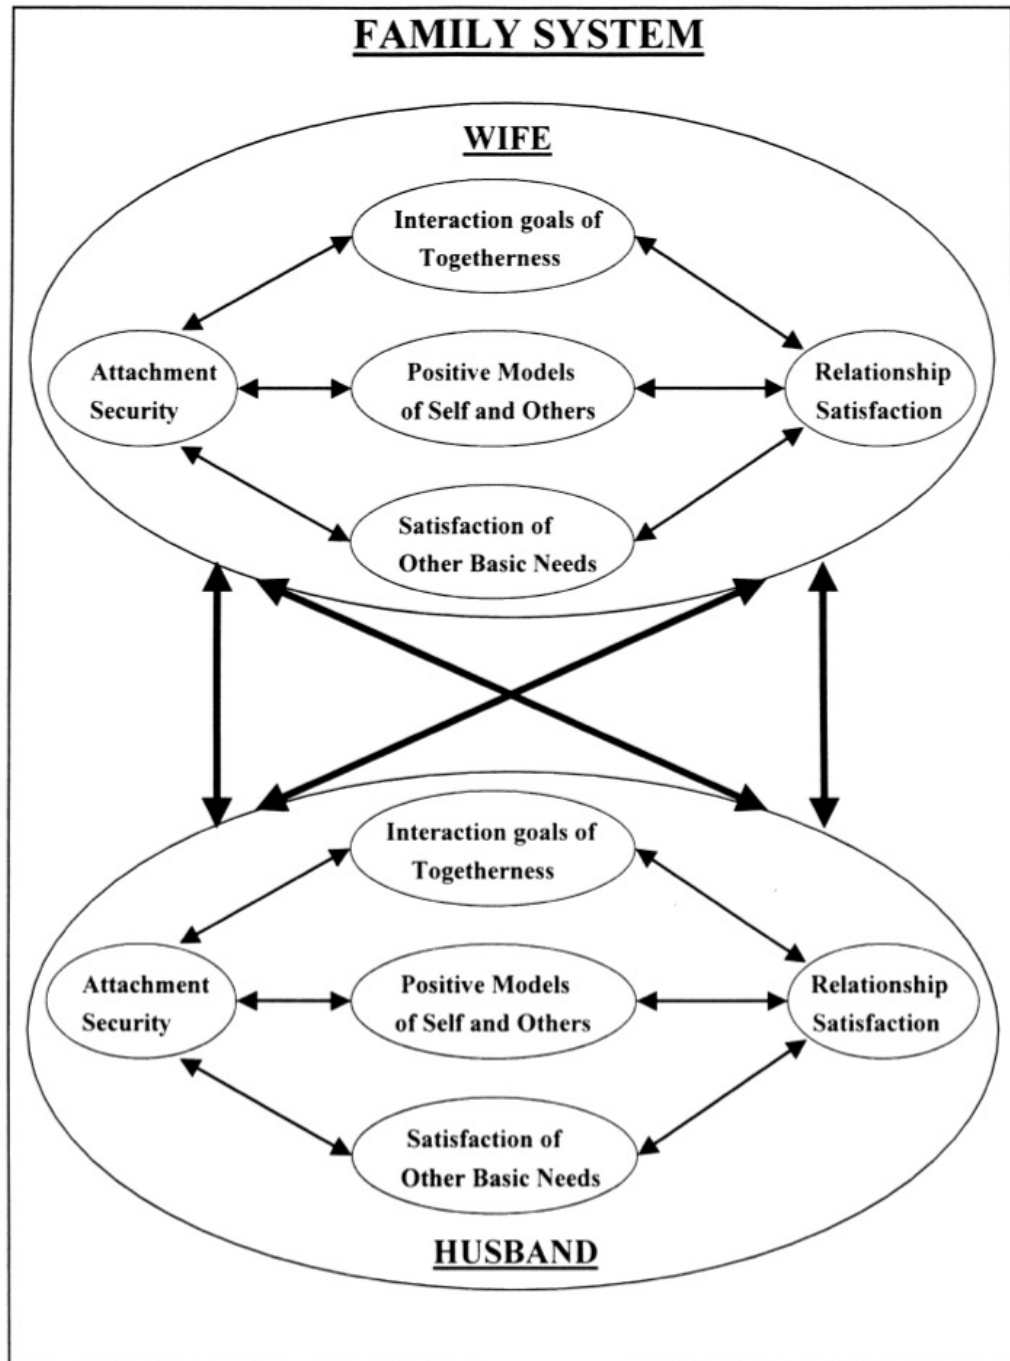 FAMILY SYSTEM
WIFE
Interaction goals of
Togetherness
Attachment
Security
Positive Models
of Self and Others
Relationship
Satisfaction
Satisfaction of
Other Basic Needs
Interaction goals of
Togetherness
Attachment
Security
Positive Models
of Self and Others
Relationship
Satisfaction
Satisfaction of
Other Basic Needs
HUSBAND